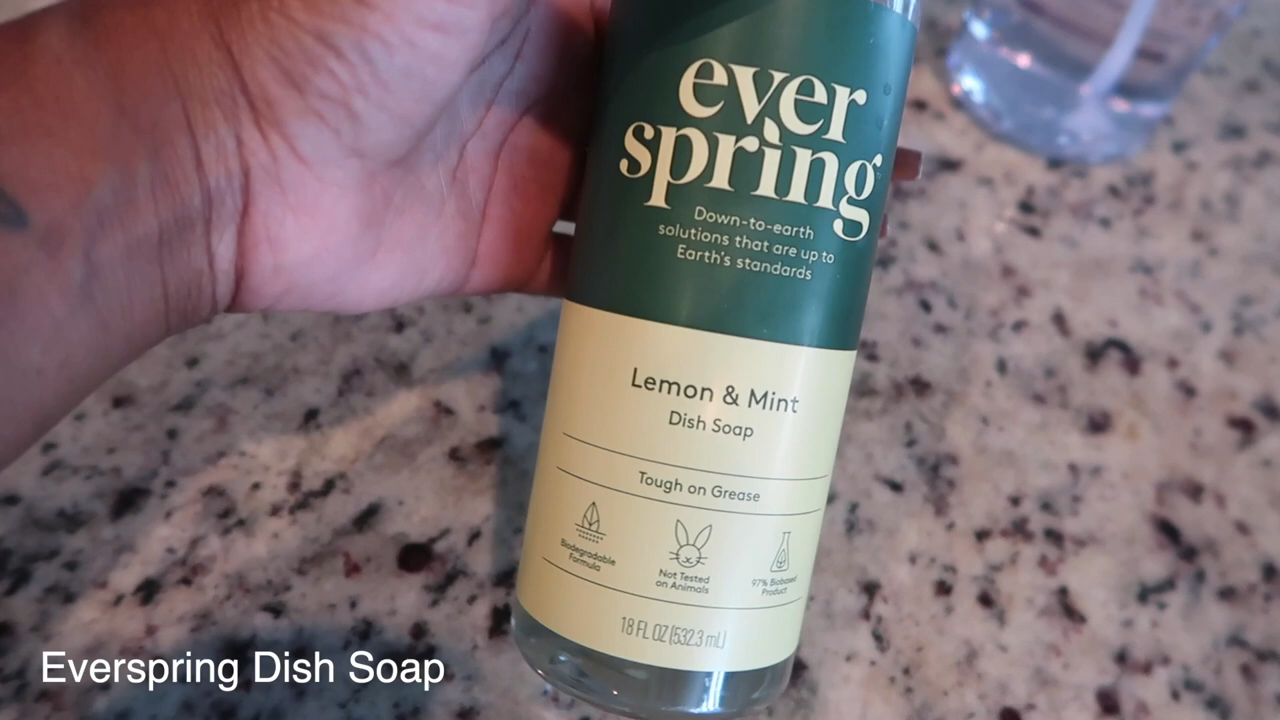 ever
spring
Down-to-earth
solutions that are up to
Earth's standards
Lemon & Mint
Dish Soap
Tough on Grease
Biodegradable
Formula
Not Tested
on Animals
97% Biobased
Product
18 FL OZ (532.3 mL)
Everspring Dish Soap